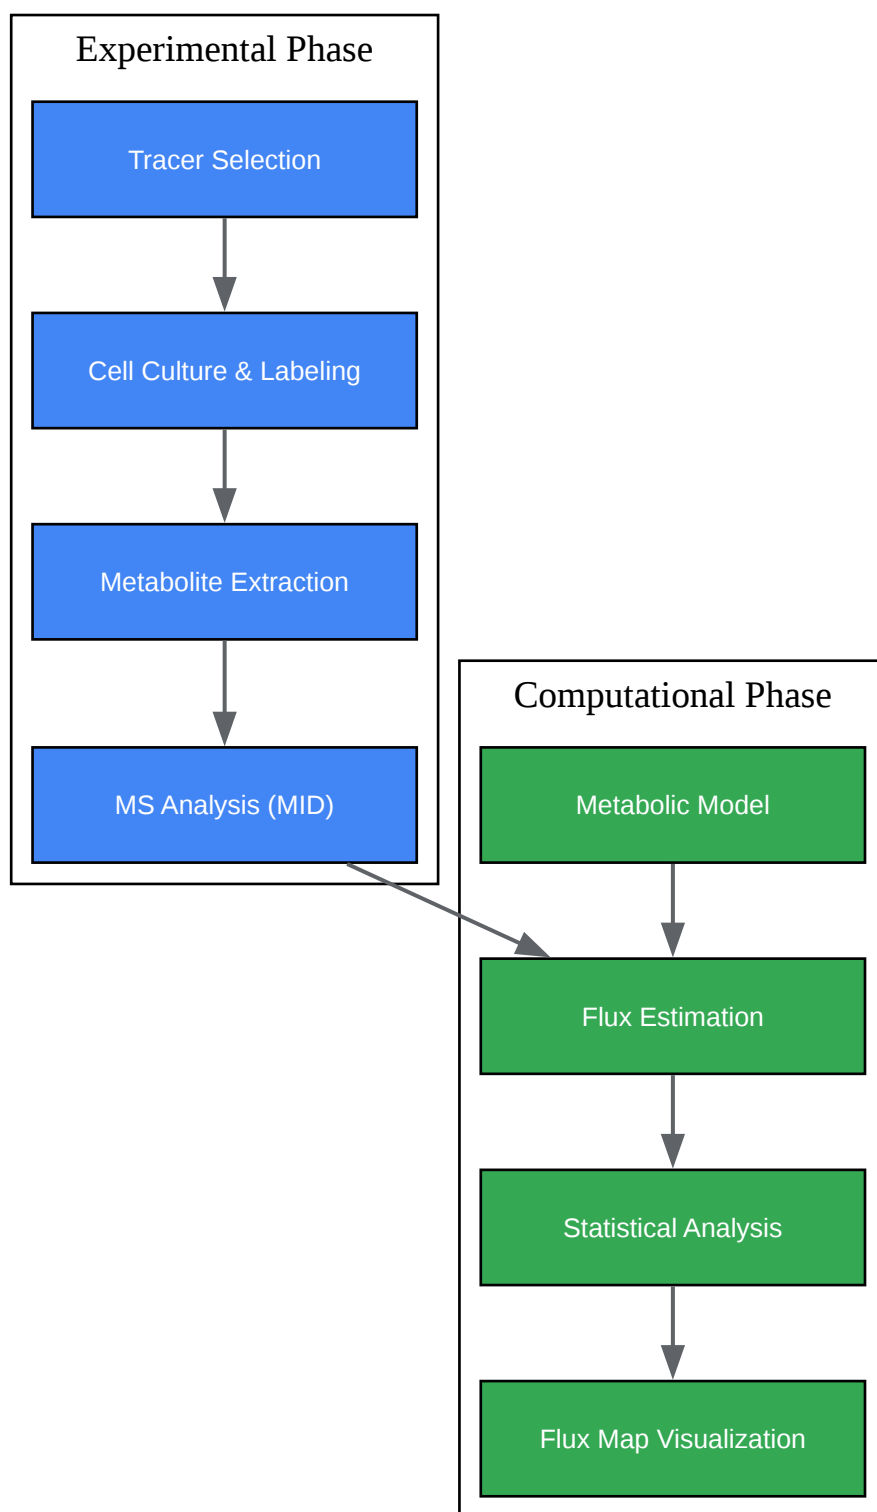 Experimental Phase
Tracer Selection
Cell Culture & Labeling
Metabolite Extraction
MS Analysis (MID)
Computational Phase
Metabolic Model
Flux Estimation
Statistical Analysis
Flux Map Visualization